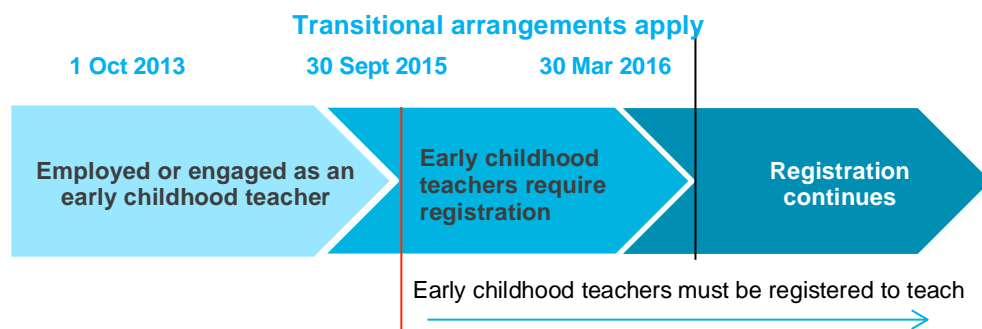 Transitional arrangements apply
1 Oct 2013
30 Sept 2015
30 Mar 2016
Employed or engaged as an
early childhood teacher
Early childhood
teachers require
registration
Registration
continues
Early childhood teachers must be registered to teach